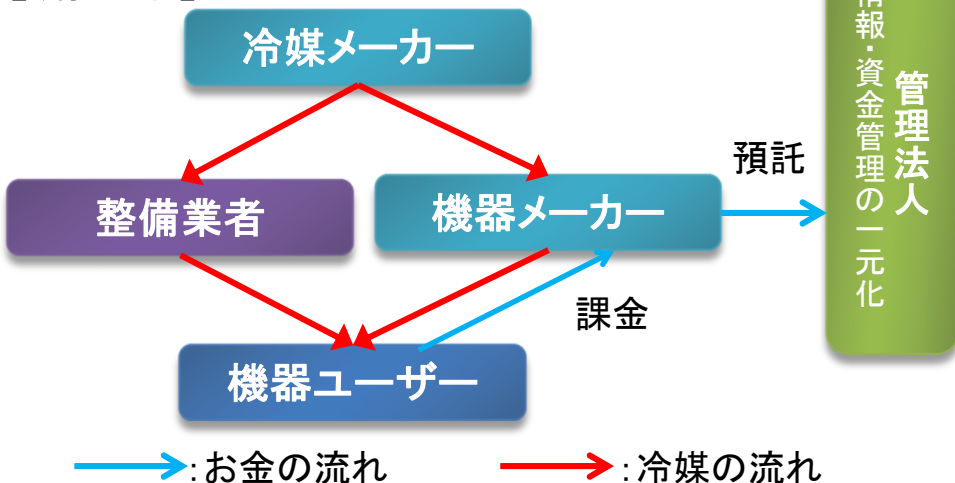 冷媒メーカー
整備業者
機器メーカー
預託
管理法人
報・資金管理の一元化
課金
機器ユーザー
:お金の流れ
:冷媒の流れ